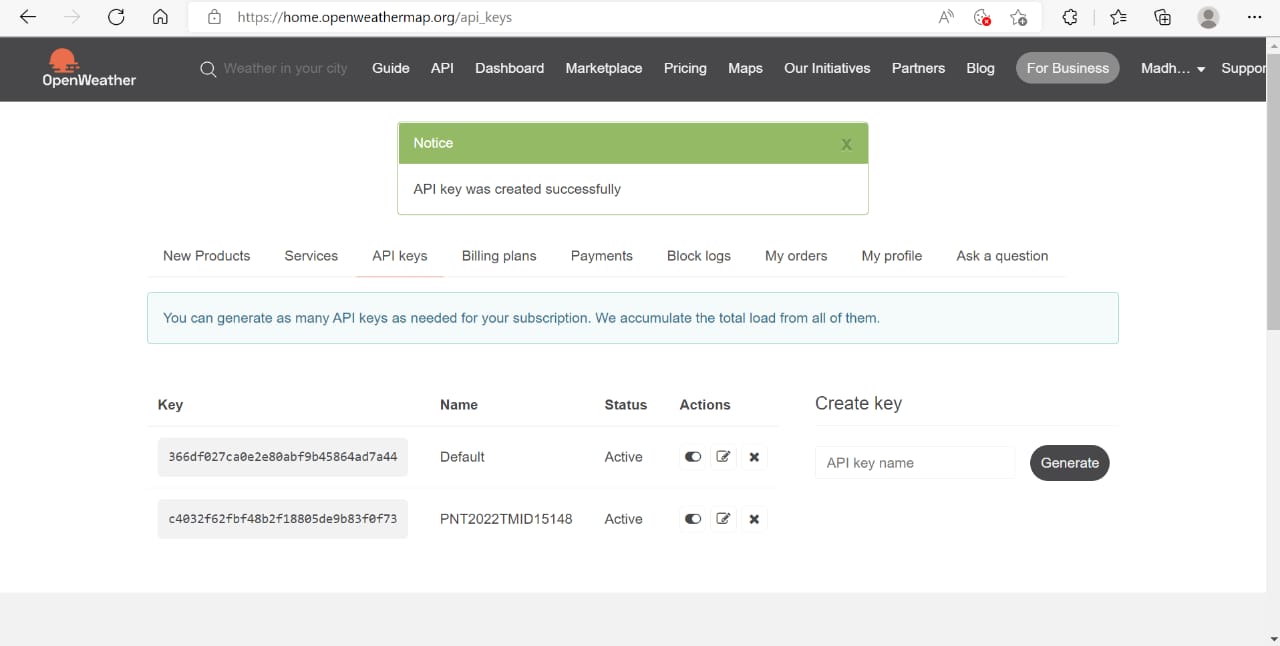 https://home.openweathermap.org/api_keys
OpenWeather
Weather in your city Guide API Dashboard Marketplace Pricing Maps Our Initiatives Partners Blog For Business Madh... Suppor
Notice X
API key was created successfully
New Products Services API keys Billing plans Payments Block logs My orders My profile Ask a question
You can generate as many API keys as needed for your subscription. We accumulate the total load from all of them.
Key Name Status Actions Create key
366df027ca0e2e80abf9b45864ad7a44 Default Active API key name Generate
c4032f62fbf48b2f18805de9b83f0f73 PNT2022TMID15148 Active